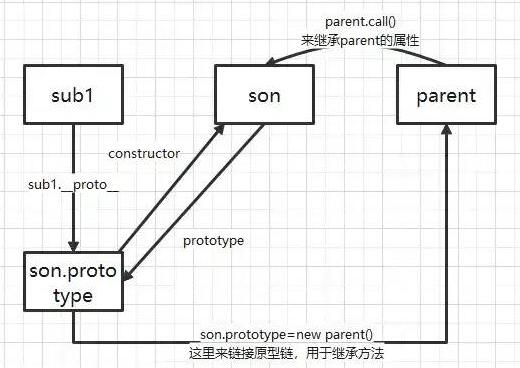 parent.call()
来继承parent的属性
sub1
son
parent
constructor
sub1.__proto__
prototype
son.proto
type
son.prototype=new parent()
这里来链接原型链，用于继承方法